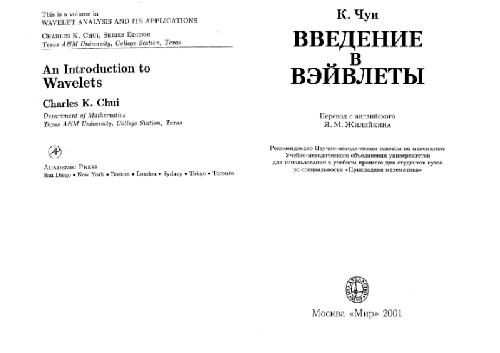 This is a volume in
WAVELET ANALYSIS AND ITS APPLICATIONS
CHARLES K. CHUI, SERIES EDITOR
Texas A&M University, College Station, Texas
An Introduction to
Wavelets
Charles K. Chui
Department of Mathematics
Texas A&M University, College Station, Texas
ACADEMIC PRESS
San Diego • New York • Boston • London • Sydney • Tokyo • Toronto
К. Чуи
ВВЕДЕНИЕ
В
ВЭЙВЛЕТЫ
Перевод с английского
Я. М. ЖИЛЕЙКИНА
Рекомендовано Научно-методическим советом по математике
Учебно-методического объединения университетов
для использования в учебном процессе для студентов вузов
по специальности «Прикладная математика»
Москва «Мир» 2001